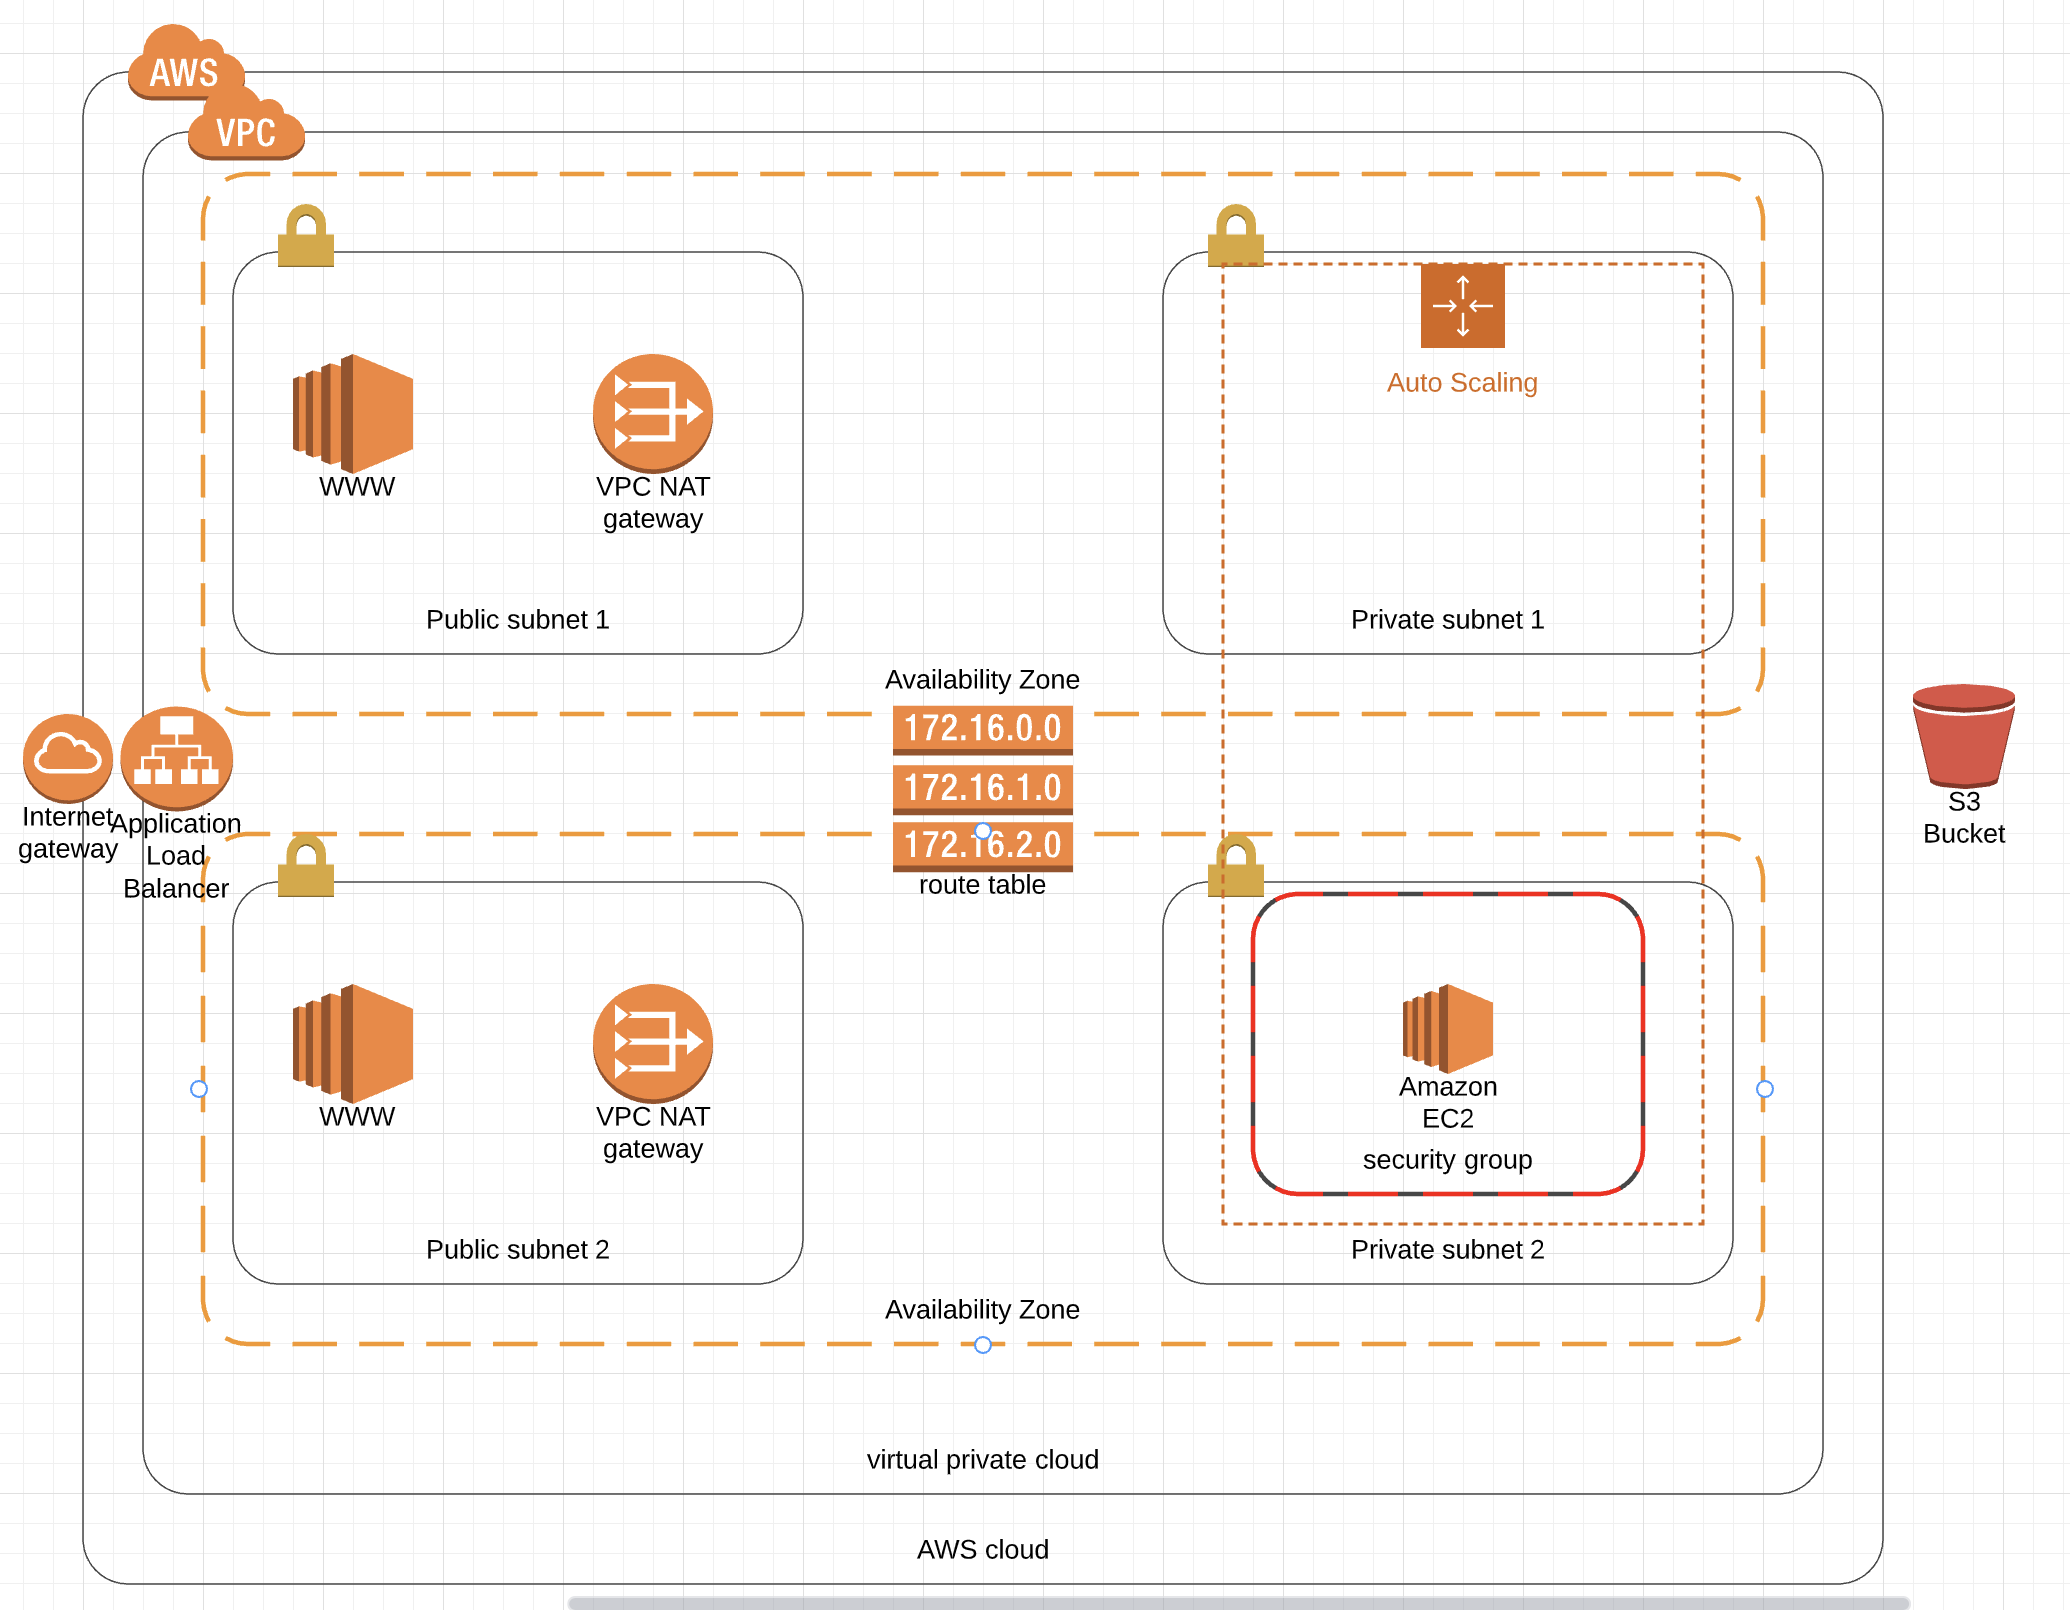 AWS
VPC
Auto Scaling
WWW
VPC NAT
gateway
Public subnet 1
Private subnet 1
Availability Zone
172.16.0.0
172.16.1.0
172.16.2.0
route table
Internet
gateway
Application
Load
Balancer
S3
Bucket
WWW
VPC NAT
gateway
Amazon
EC2
security group
Public subnet 2
Private subnet 2
Availability Zone
virtual private cloud
AWS cloud